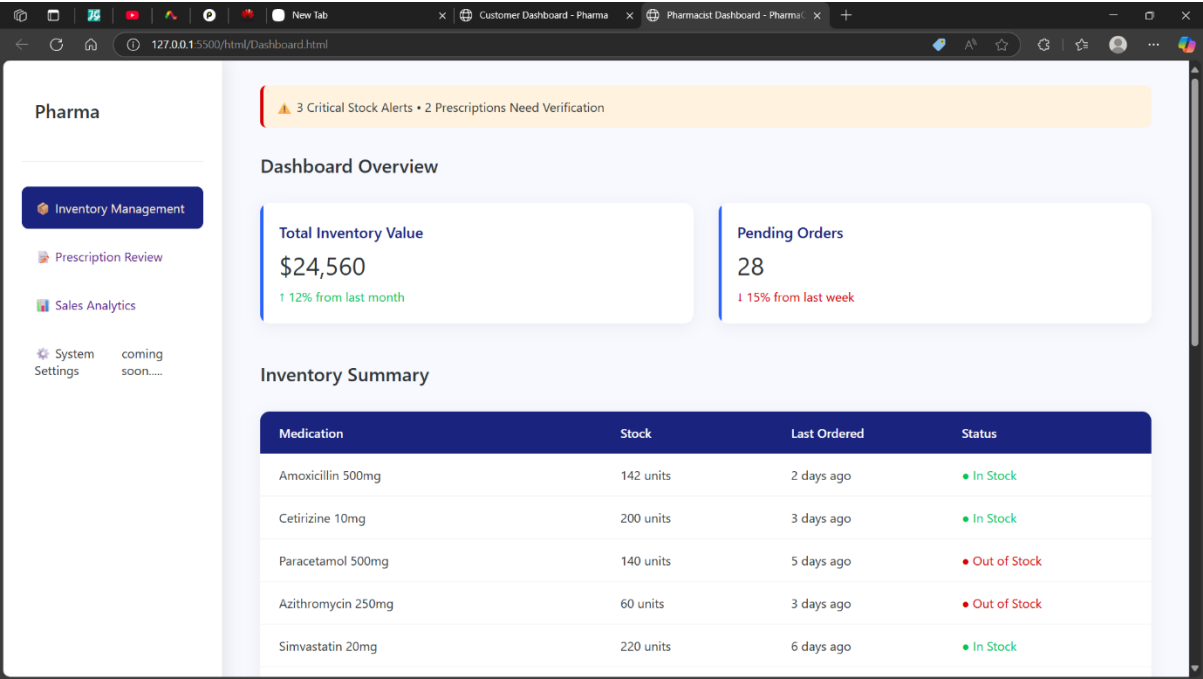 New Tab
Customer Dashboard - Pharma
Pharmacist Dashboard - Pharma
127.0.0.1:5500/html/Dashboard.html
Pharma
Inventory Management
Prescription Review
Sales Analytics
System Settings
coming soon.....
3 Critical Stock Alerts • 2 Prescriptions Need Verification
Dashboard Overview
Total Inventory Value
$24,560
↑ 12% from last month
Pending Orders
28
↓ 15% from last week
Inventory Summary
Medication Stock Last Ordered Status
Amoxicillin 500mg 142 units 2 days ago ● In Stock
Cetirizine 10mg 200 units 3 days ago ● In Stock
Paracetamol 500mg 140 units 5 days ago ● Out of Stock
Azithromycin 250mg 60 units 3 days ago ● Out of Stock
Simvastatin 20mg 220 units 6 days ago ● In Stock